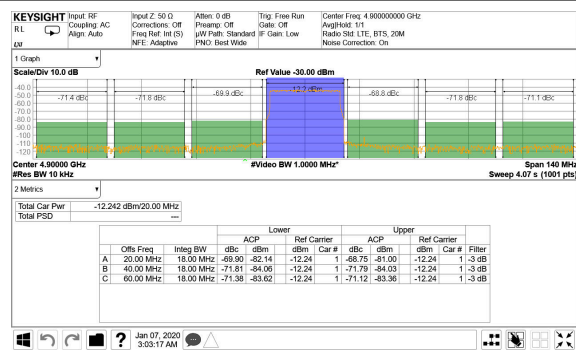 KEYSIGHT Input: RF Input Z: 50 Ω Atten: 0 dB Trig: Free Run Center Freq: 4.900000000 GHz
RL Coupling: AC Corrections: Off Preamp: Off Gate: Off Avg|Hold: 1/1
Align: Auto Freq Ref: Int (S) µW Path: Standard IF Gain: Low Radio Std: LTE, BTS, 20M
NFE: Adaptive PNO: Best Wide Noise Correction: On
1 Graph
Scale/Div 10.0 dB Ref Value -30.00 dBm
-40.0
-50.0
-60.0
-70.0
-80.0
-90.0
-100
-110
-120
-71.4 dBc -71.8 dBc -69.9 dBc -12.2 dBm -68.8 dBc -71.8 dBc -71.1 dBc
Center 4.90000 GHz #Video BW 1.0000 MHz* Span 140 MHz
#Res BW 10 kHz Sweep 4.07 s (1001 pts)
2 Metrics
Total Car Pwr -12.242 dBm/20.00 MHz
Total PSD ---
Lower Upper
ACP Ref Carrier ACP Ref Carrier
Offs Freq Integ BW dBc dBm dBm Car # dBc dBm dBm Car # Filter
A 20.00 MHz 18.00 MHz -69.90 -82.14 -12.24 1 -68.75 -81.00 -12.24 1 -3 dB
B 40.00 MHz 18.00 MHz -71.81 -84.06 -12.24 1 -71.79 -84.03 -12.24 1 -3 dB
C 60.00 MHz 18.00 MHz -71.38 -83.62 -12.24 1 -71.12 -83.36 -12.24 1 -3 dB
? Jan 07, 2020
3:03:17 AM